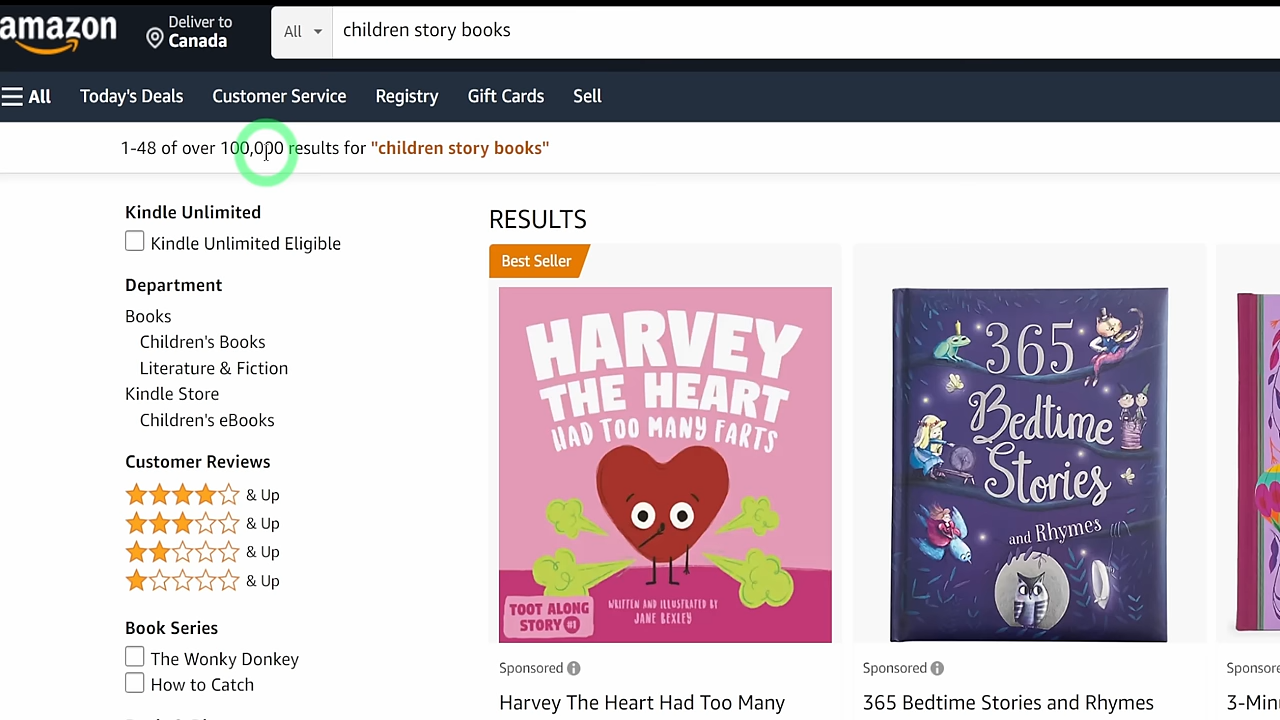 amazon
Deliver to
Canada
All
children story books
All Today's Deals Customer Service Registry Gift Cards Sell
1-48 of over 100,000 results for "children story books"
Kindle Unlimited
Kindle Unlimited Eligible
Department
Books
Children's Books
Literature & Fiction
Kindle Store
Children's eBooks
Customer Reviews
& Up
& Up
& Up
& Up
Book Series
The Wonky Donkey
How to Catch
RESULTS
Best Seller
HARVEY
THE HEART
HAD TOO MANY FARTS
TOOT ALONG
STORY #1
WRITTEN AND ILLUSTRATED BY
JANE BEXLEY
Sponsored
Harvey The Heart Had Too Many
365
Bedtime
Stories
and Rhymes
Sponsored
365 Bedtime Stories and Rhymes